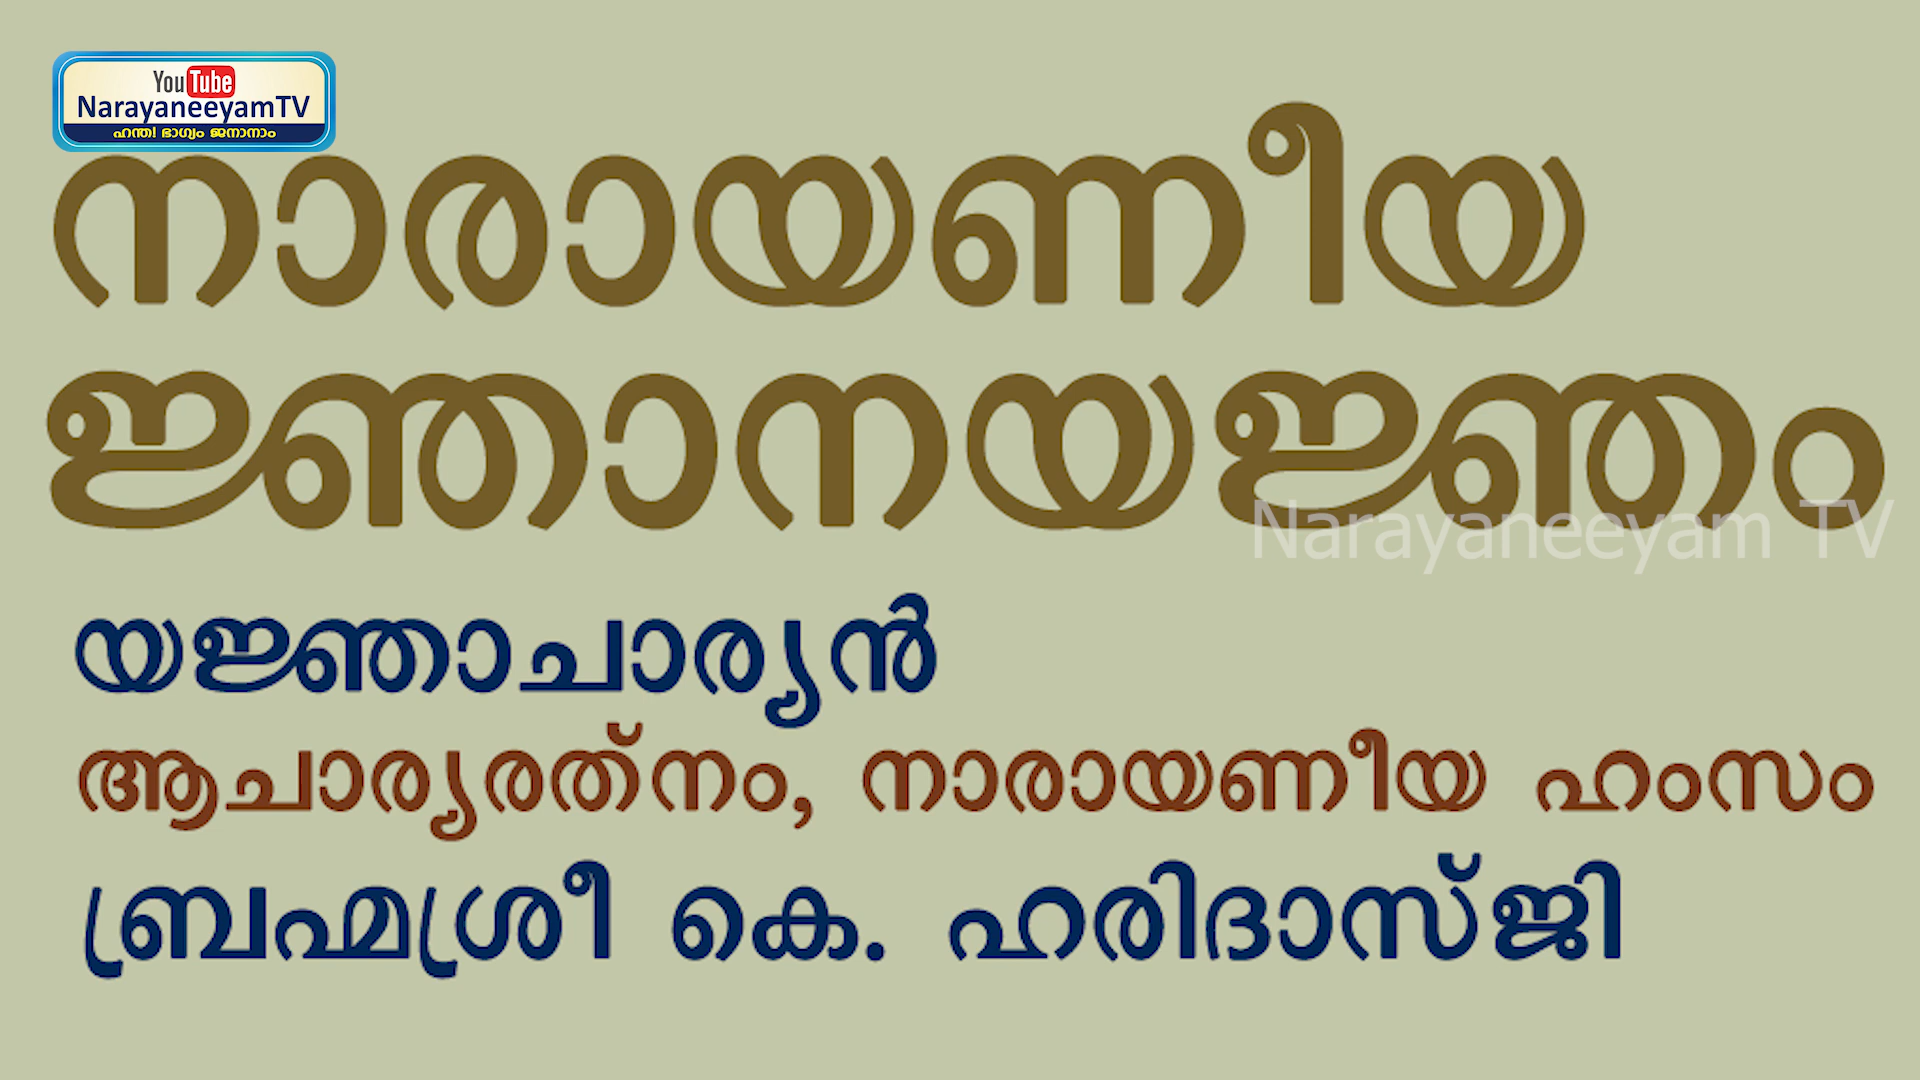 YouTube
NarayaneeyamTV
ഹന്ത! ഭാഗ്യം ജനാനാം
നാരായണീയ
ജ്ഞാനയജ്ഞം
Narayaneeyam TV
യജ്ഞാചാര്യൻ
ആചാര്യരത്നം, നാരായണീയ ഹംസം
ബ്രഹ്മശ്രീ കെ. ഹരിദാസ്ജി